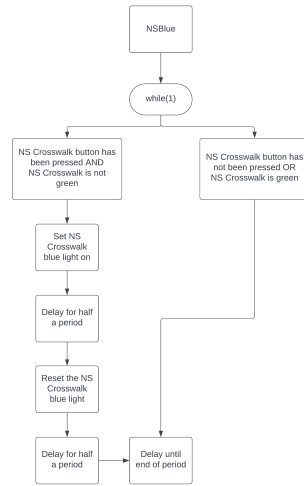 NSBlue
while(1)
NS Crosswalk button has
been pressed AND
NS Crosswalk is not
green
NS Crosswalk button has
not been pressed OR
NS Crosswalk is green
Set NS
Crosswalk
blue light on
Delay for half
a period
Reset the NS
Crosswalk
blue light
Delay for half
a period
Delay until
end of period